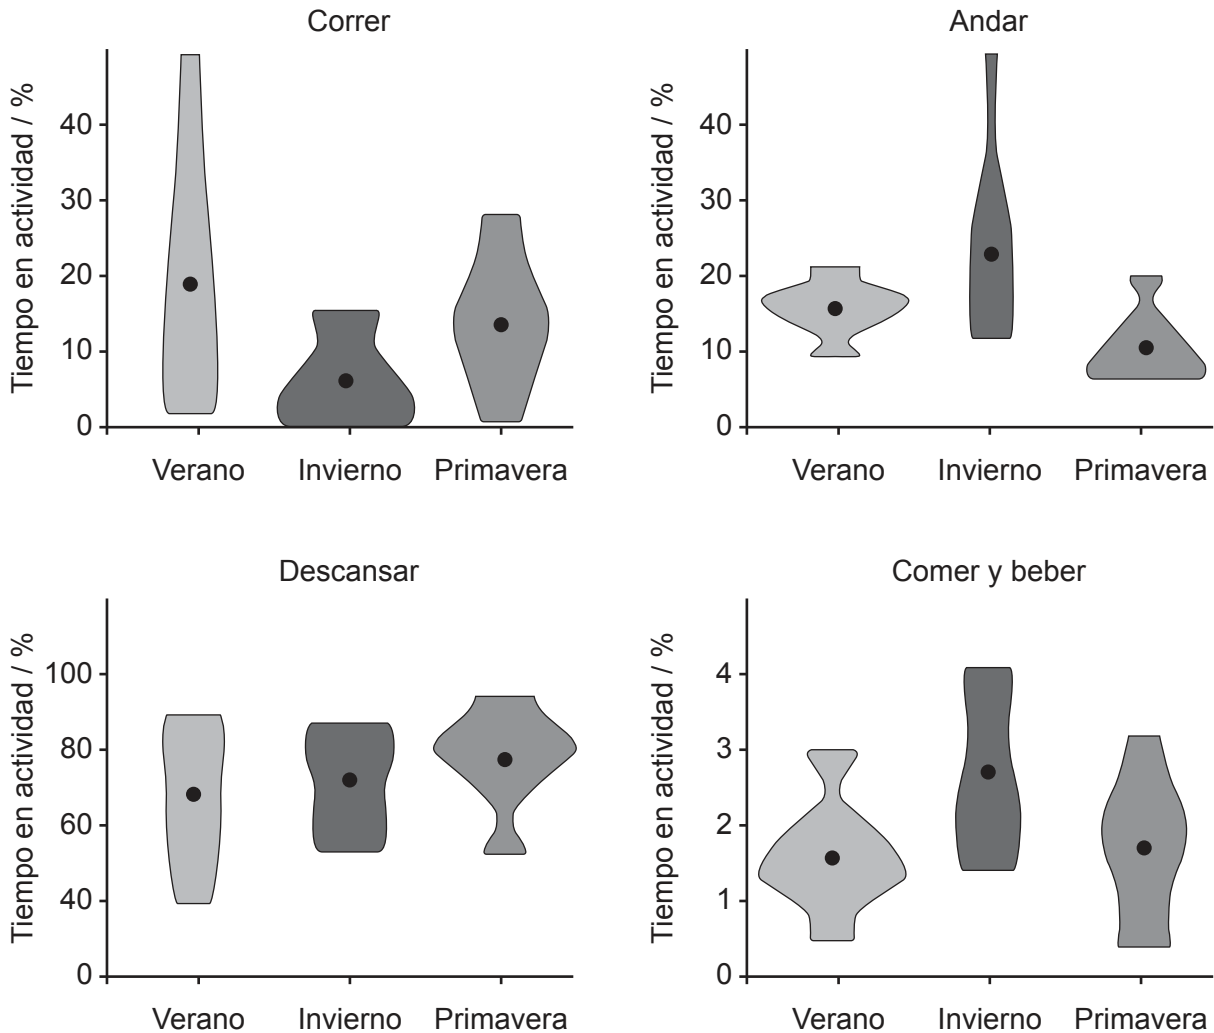 Correr
Tiempo en actividad / %
40
30
20
10
0
Verano Invierno Primavera
Andar
Tiempo en actividad / %
40
30
20
10
0
Verano Invierno Primavera
Descansar
Tiempo en actividad / %
100
80
60
40
0
Verano Invierno Primavera
Comer y beber
Tiempo en actividad / %
4
3
2
1
0
Verano Invierno Primavera